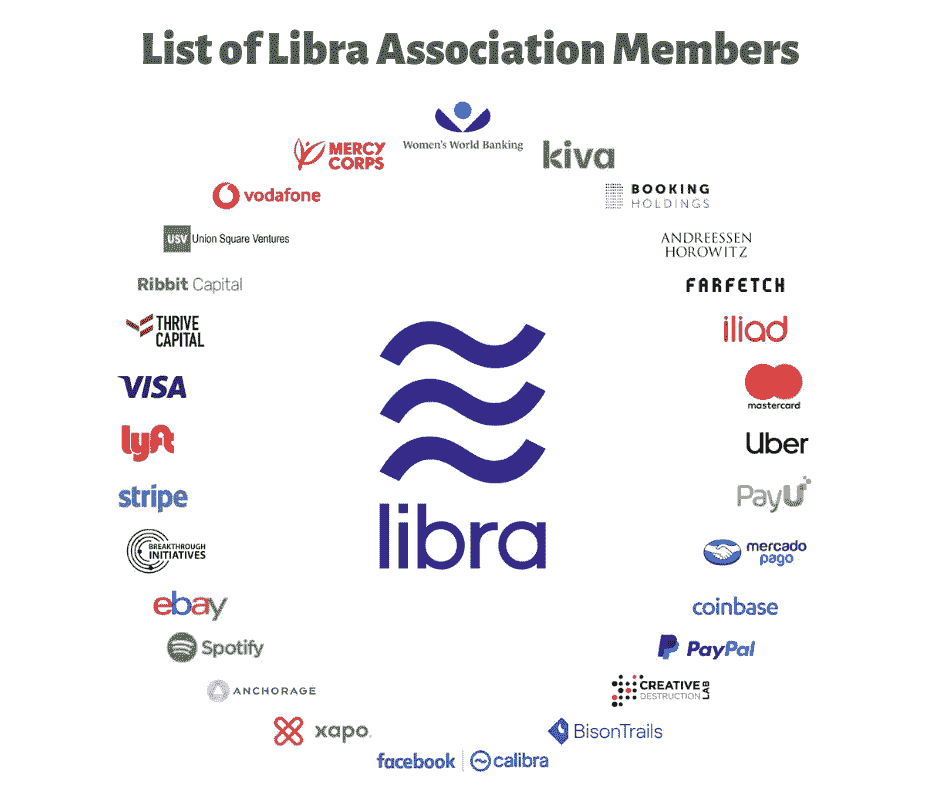 List of Libra Association Members
Women's World Banking
MERCY
CORPS
kiva
vodafone
BOOKING
HOLDINGS
USV Union Square Ventures
ANDREESSEN
HOROWITZ
Ribbit Capital
FARFETCH
THRIVE
CAPITAL
iliad
VISA
mastercard
lyft
Uber
stripe
PayU
BREAKTHROUGH
INITIATIVES
mercado
pago
ebay
coinbase
Spotify
PayPal
ANCHORAGE
CREATIVE
DESTRUCTION
LAB
xapo
BisonTrails
facebook calibra
libra